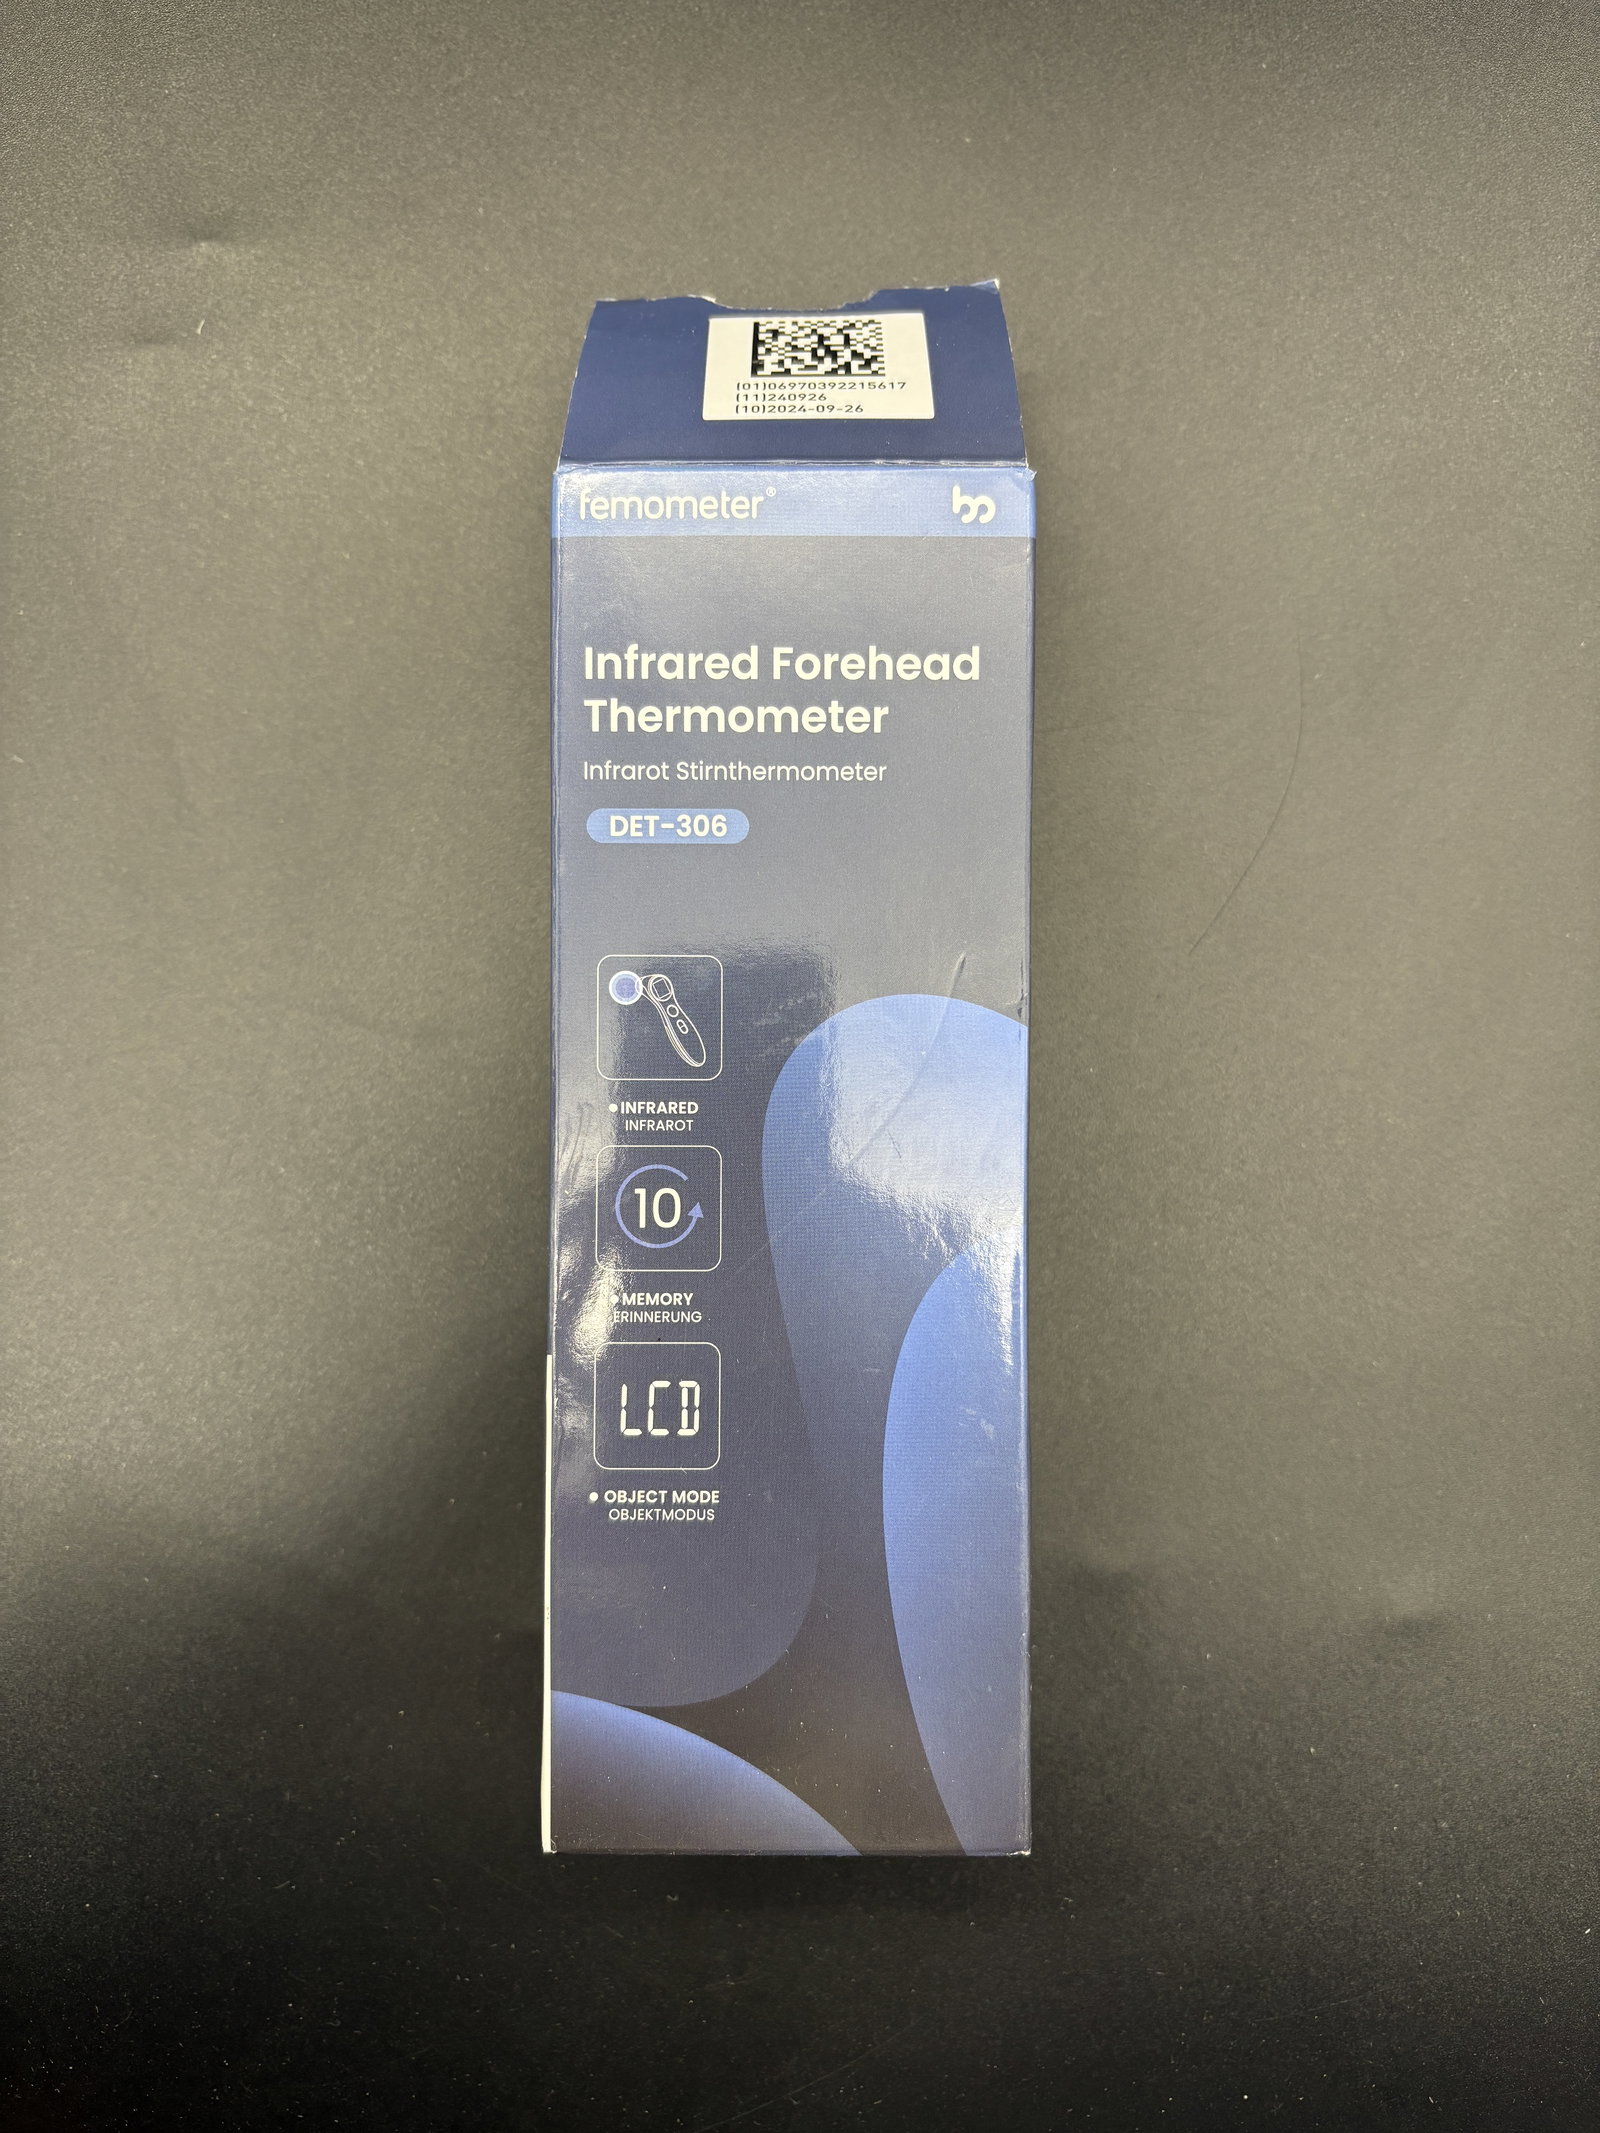 (01)06970392215617
(11)240926
(10)2024-09-26
femometer®
Infrared Forehead
Thermometer
Infrarot Stirnthermometer
DET-306
INFRARED
INFRAROT
10
MEMORY
ERINNERUNG
LCD
OBJECT MODE
OBJEKTMODUS